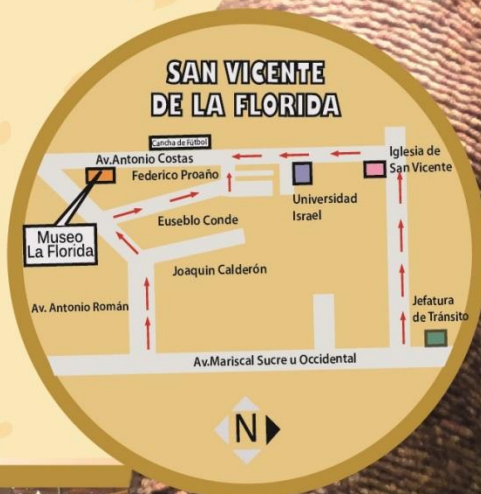 SAN VICENTE
DE LA FLORIDA
Cancha de Fútbol
Av.Antonio Costas
Iglesia de
San Vicente
Federico Proaño
Universidad
Israel
Euseblo Conde
Museo
La Florida
Joaquin Calderón
Av. Antonio Román
Jefatura
de Tránsito
Av.Mariscal Sucre u Occidental
N